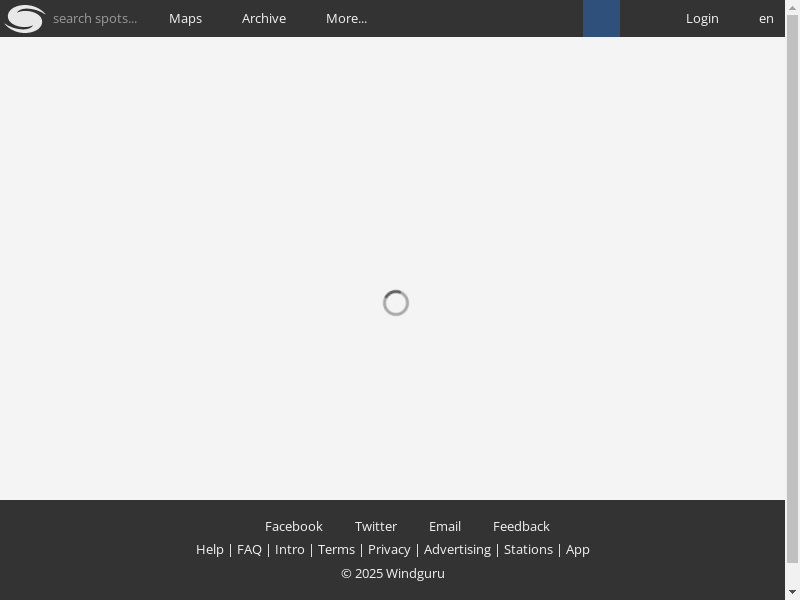 search spots... Maps Archive More... Login en
Facebook Twitter Email Feedback
Help | FAQ | Intro | Terms | Privacy | Advertising | Stations | App
© 2025 Windguru